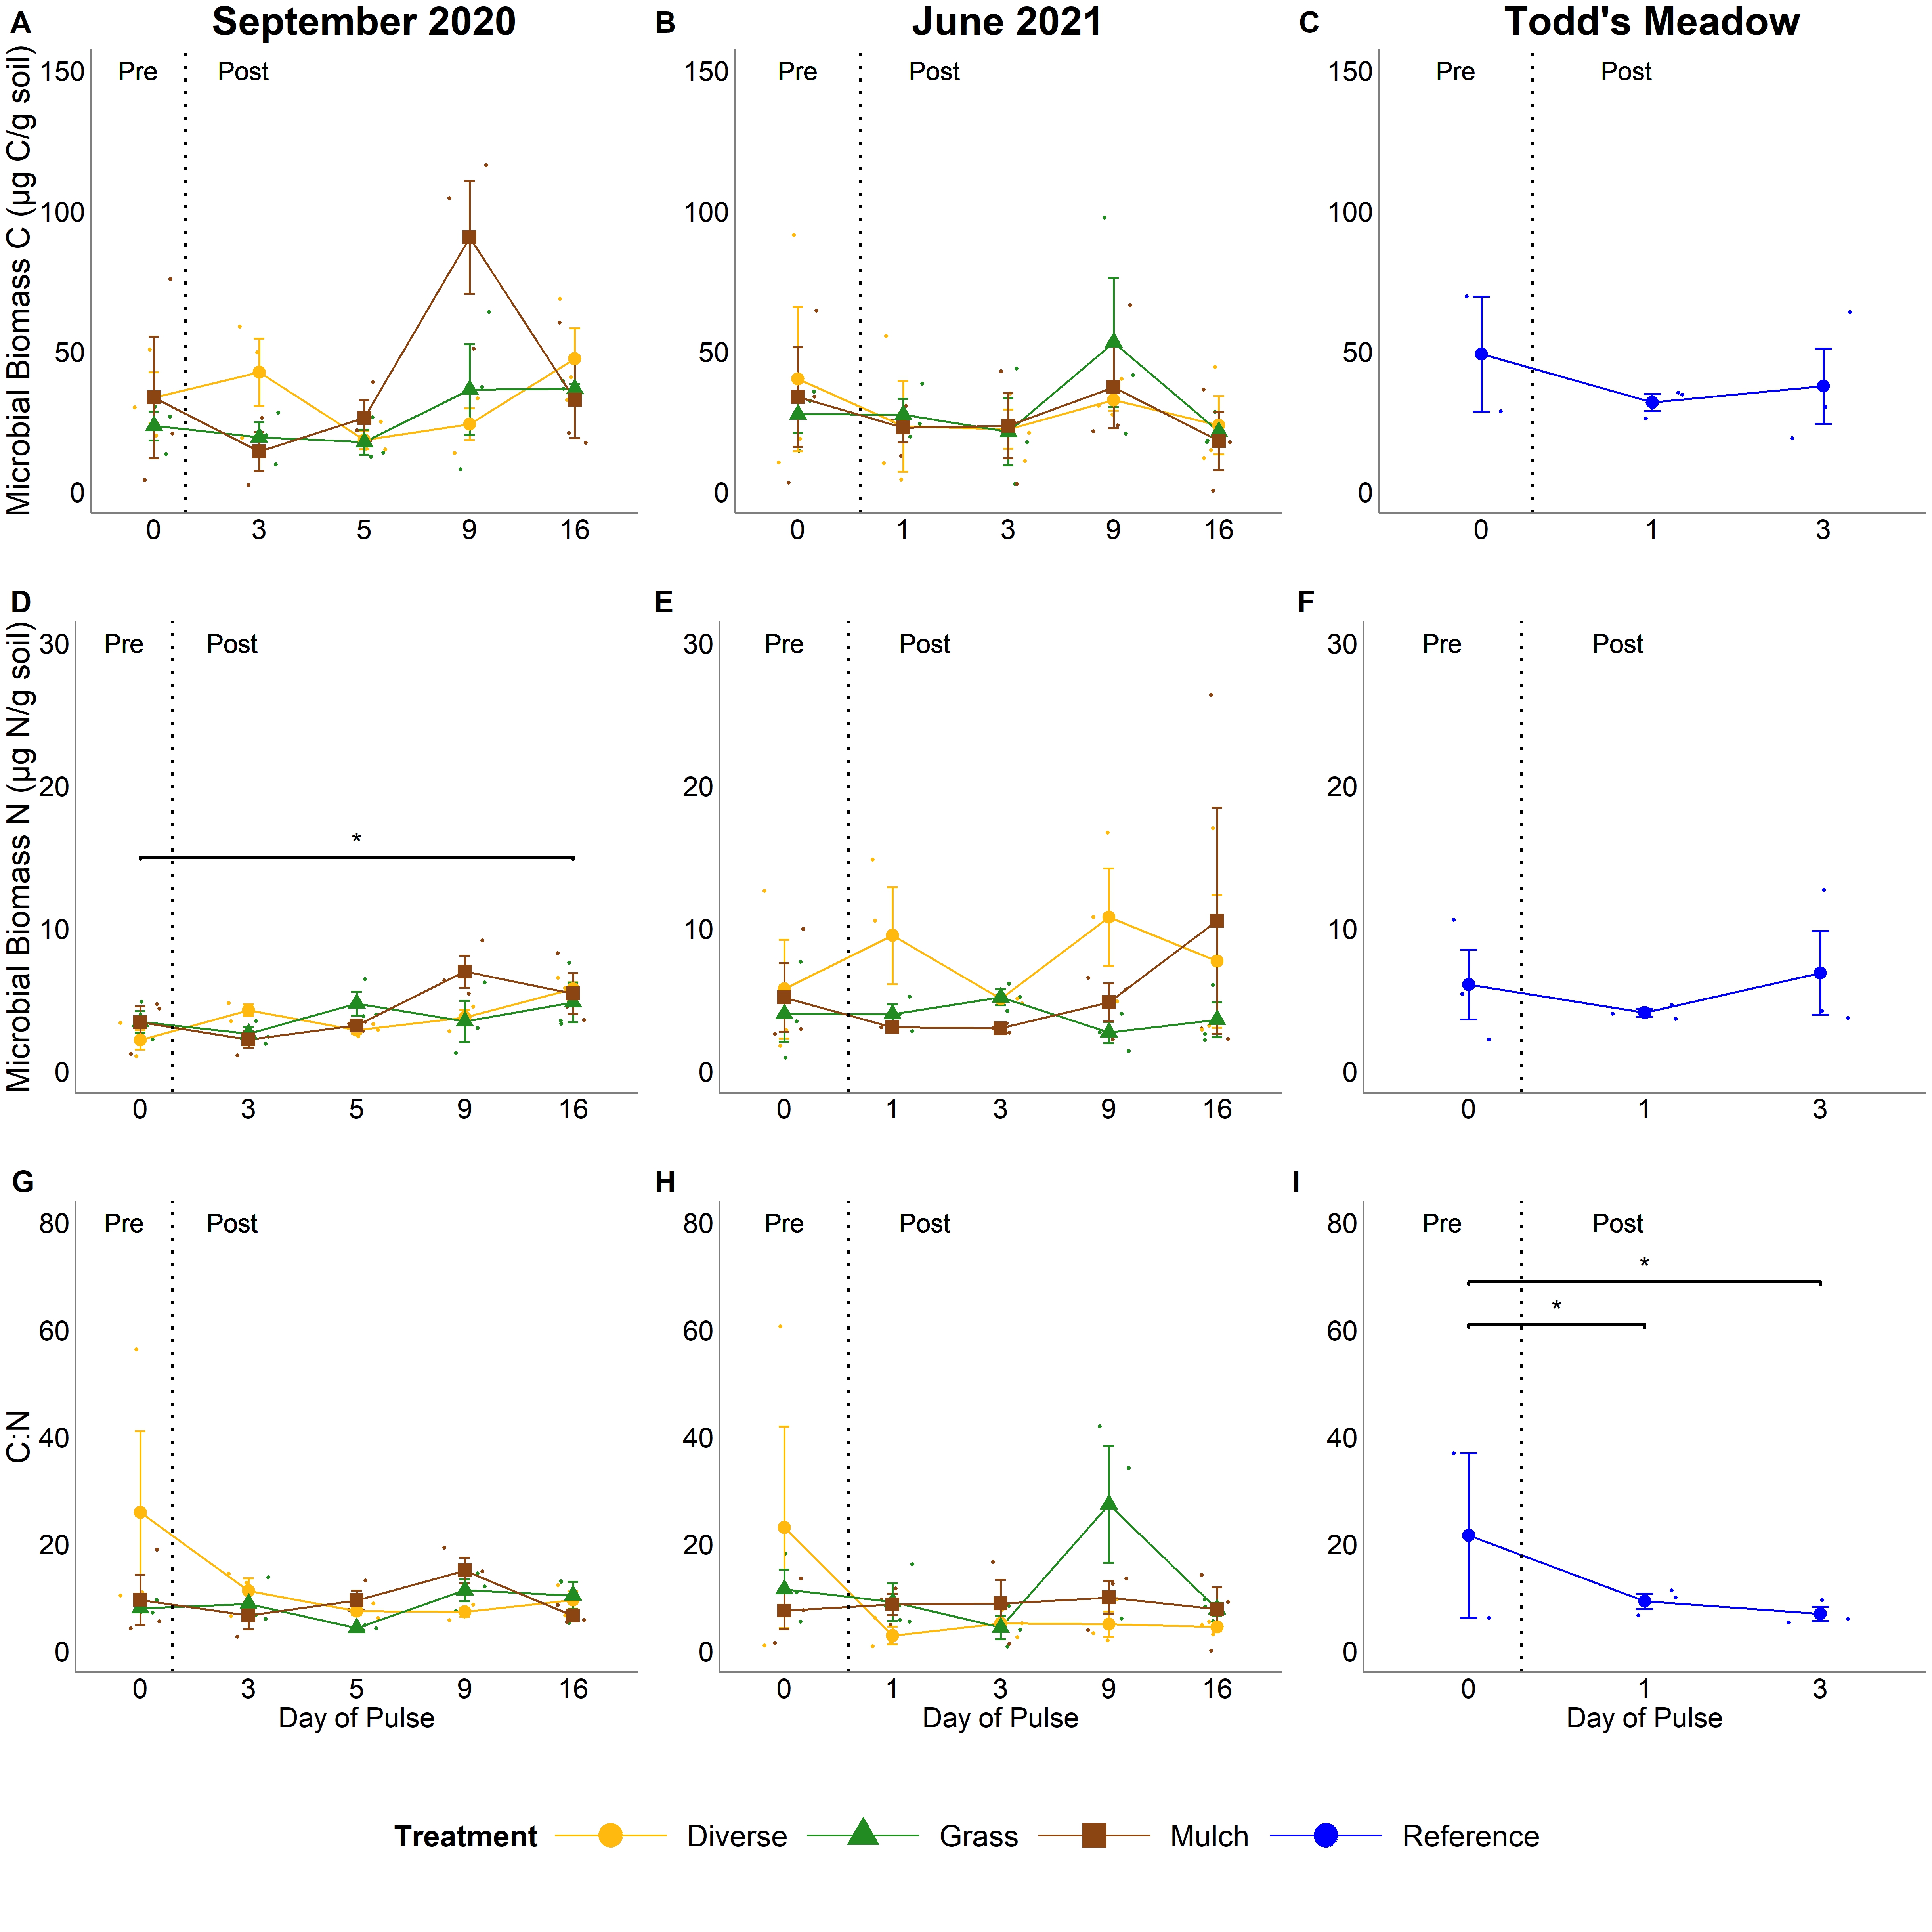 A September 2020 B June 2021 C Todd's Meadow
Microbial Biomass C (µg C/g soil)
150 Pre Post 150 Pre Post 150 Pre Post
100 100 100
50 50 50
0 0 0
0 3 5 9 16 0 1 3 9 16 0 1 3
D E F
Microbial Biomass N (µg N/g soil)
30 Pre Post 30 Pre Post 30 Pre Post
20 20 20
*
10 10 10
0 0 0
0 3 5 9 16 0 1 3 9 16 0 1 3
G H I
C:N
80 Pre Post 80 Pre Post 80 Pre Post
*
*
60 60 60
40 40 40
20 20 20
0 0 0
0 3 5 9 16 0 1 3 9 16 0 1 3
Day of Pulse Day of Pulse Day of Pulse
Treatment Diverse Grass Mulch Reference